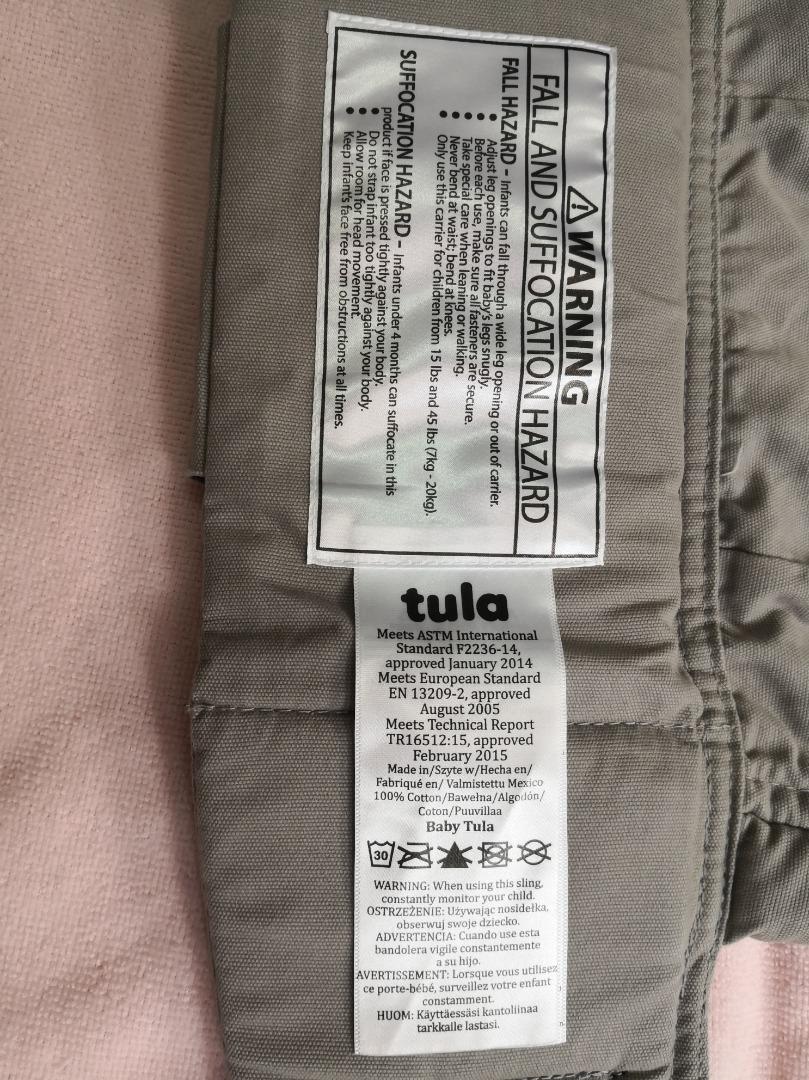 WARNING
FALL AND SUFFOCATION HAZARD
FALL HAZARD – Infants can fall through a wide leg opening or out of carrier.
• Adjust leg openings to fit baby's legs snugly.
• Before each use, make sure all fasteners are secure.
• Take special care when leaning or walking.
• Never bend at waist; bend at knees.
• Only use this carrier for children from 15 lbs and 45 lbs (7kg - 20kg).
SUFFOCATION HAZARD – Infants under 4 months can suffocate in this
product if face is pressed tightly against your body.
• Do not strap infant too tightly against your body.
• Allow room for head movement.
• Keep infant's face free from obstructions at all times.
tula
Meets ASTM International
Standard F2236-14,
approved January 2014
Meets European Standard
EN 13209-2, approved
August 2005
Meets Technical Report
TR16512:15, approved
February 2015
Made in/Szyte w/Hecha en/
Fabriqué en/ Valmistettu Mexico
100% Cotton/Bawełna/Algodón/
Coton/Puuvillaa
Baby Tula
30
WARNING: When using this sling,
constantly monitor your child.
OSTRZEŻENIE: Używając nosidełka,
obserwuj swoje dziecko.
ADVERTENCIA: Cuando use esta
bandolera vigile constantemente
a su hijo.
AVERTISSEMENT: Lorsque vous utilisez
ce porte-bébé, surveillez votre enfant
constamment.
HUOM: Käyttäessäsi kantoliinaa
tarkkaile lastasi.